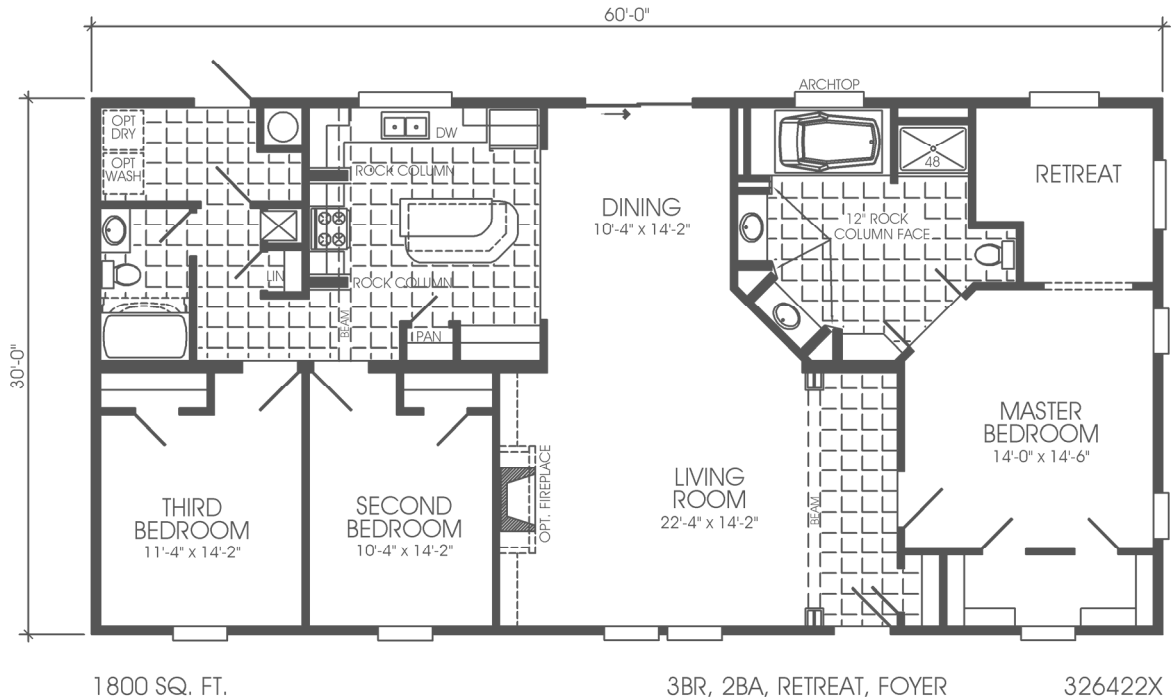 60'-0"
ARCHTOP
OPT
DRY
DW
OPT
WASH
ROCK COLUMN
48
RETREAT
DINING
10'-4" x 14'-2"
12" ROCK
COLUMN FACE
LIN
ROCK COLUMN
BEAM
PAN
30'-0"
MASTER
BEDROOM
14'-0" x 14'-6"
THIRD
BEDROOM
11'-4" x 14'-2"
SECOND
BEDROOM
10'-4" x 14'-2"
OPT. FIREPLACE
LIVING
ROOM
22'-4" x 14'-2"
BEAM
1800 SQ. FT.
3BR, 2BA, RETREAT, FOYER
326422X